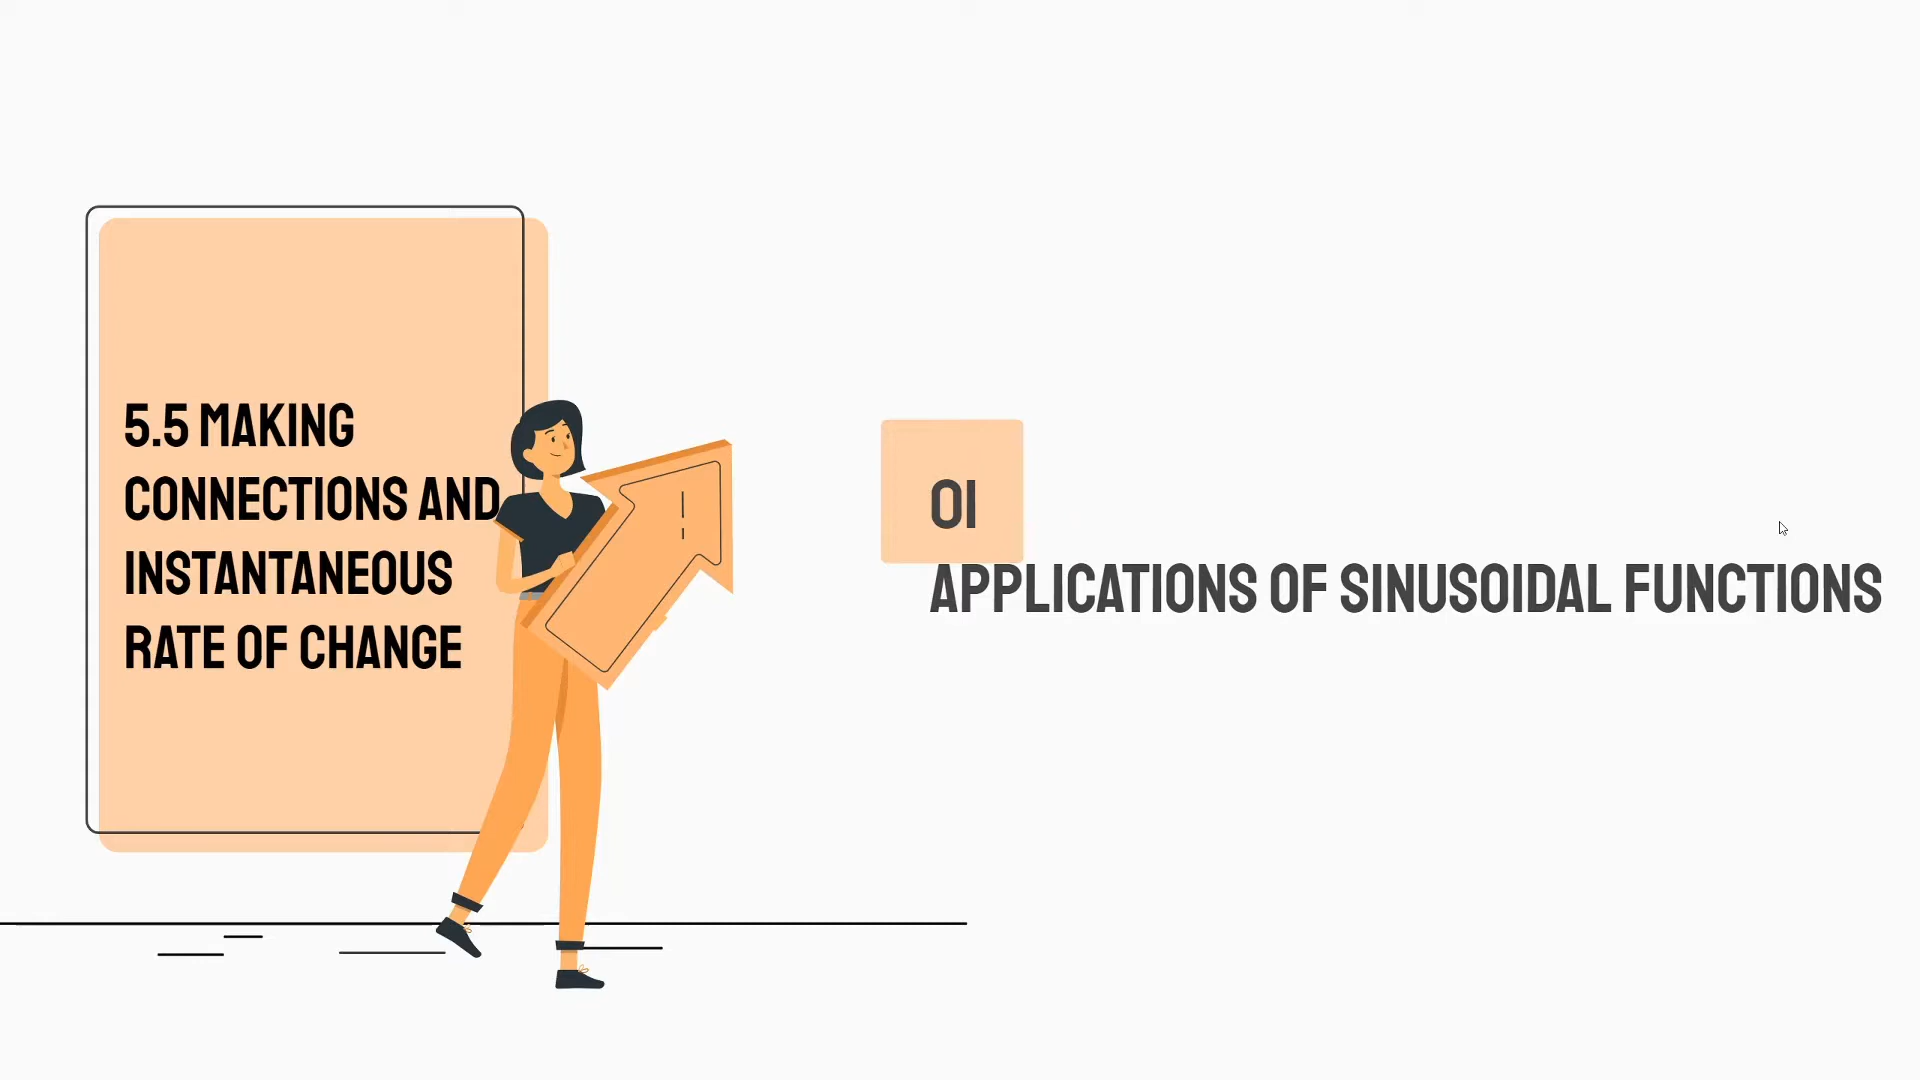 5.5 MAKING
CONNECTIONS AND
INSTANTANEOUS
RATE OF CHANGE
01
APPLICATIONS OF SINUSOIDAL FUNCTIONS